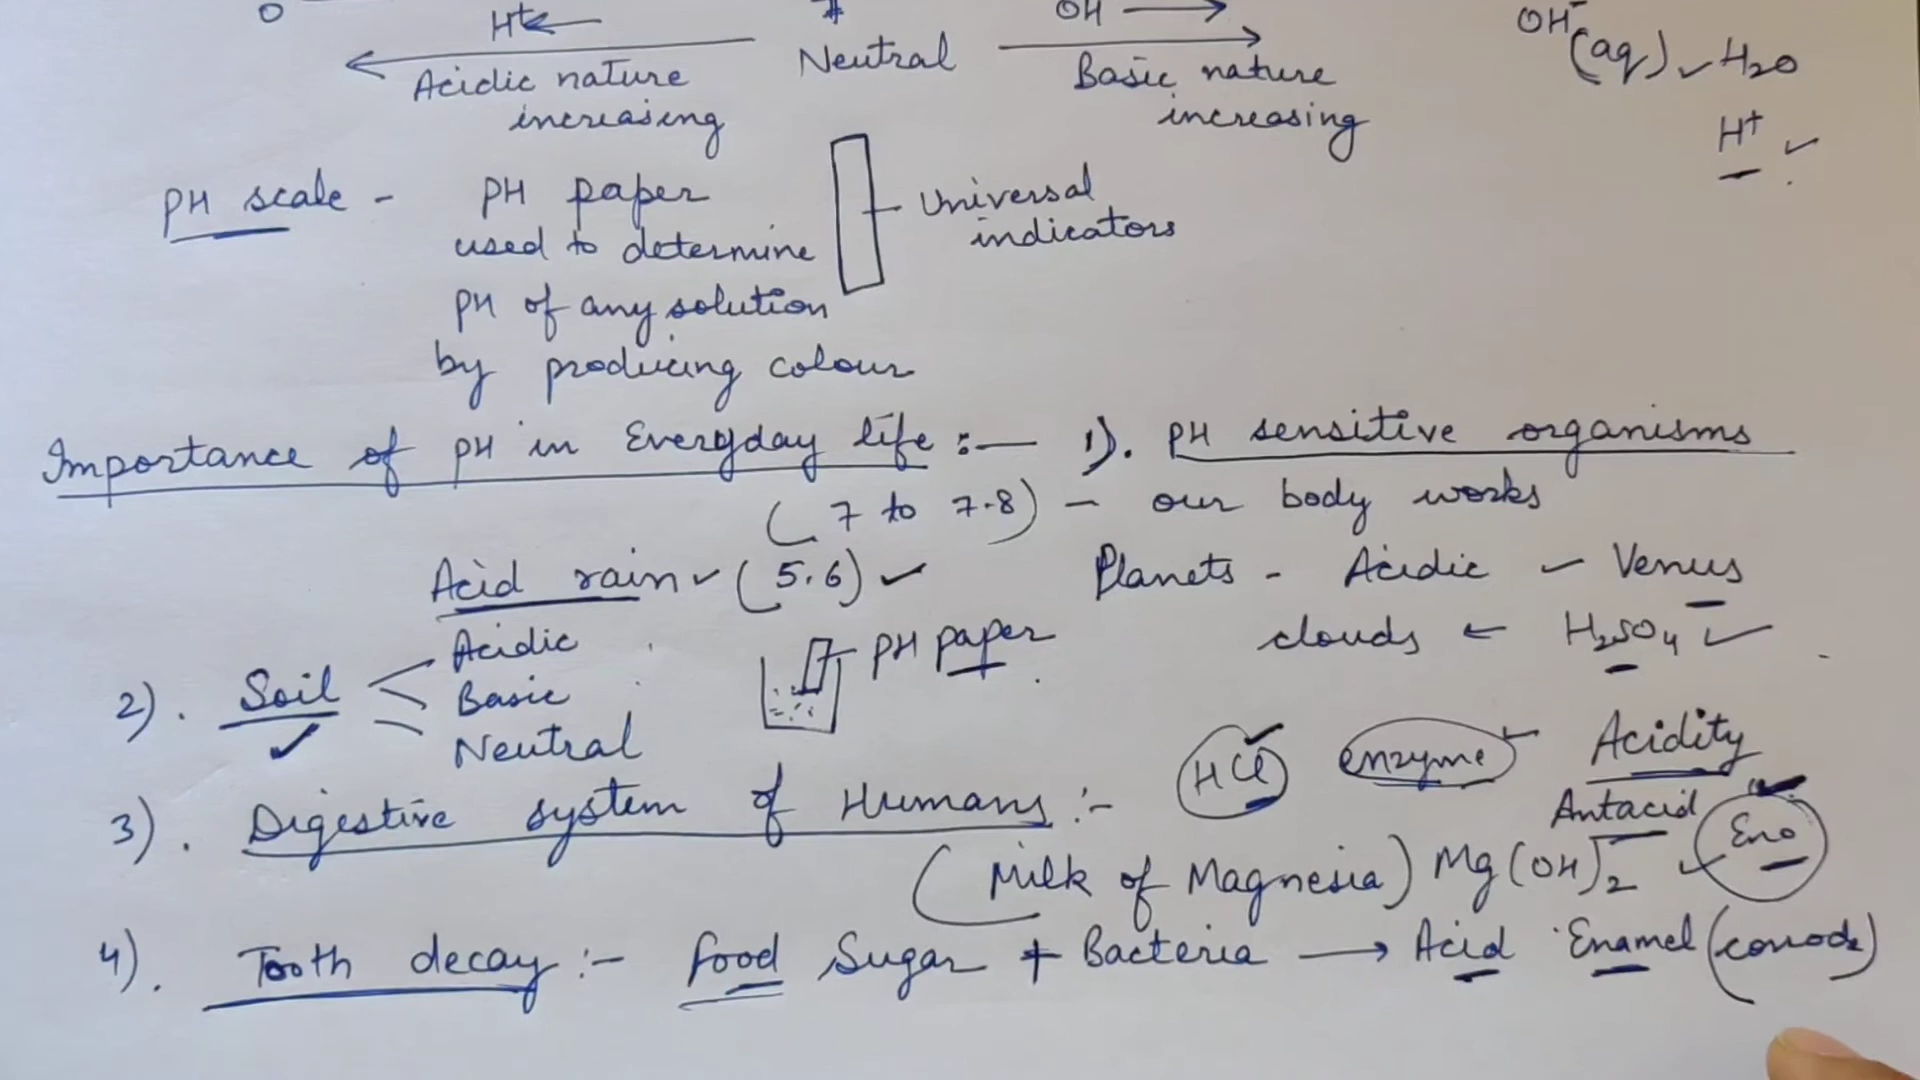 0 H+ 7 OH OH-(aq) H2O
Neutral
Acidic nature increasing
Basic nature increasing
H+
PH scale - PH paper
used to determine
PH of any solution
by producing colour
Universal
indicators
Importance of PH in Everyday life :— 1). PH sensitive organisms
(7 to 7.8) - our body works
Acid rain (5.6) Planets - Acidic - Venus
clouds ← H2SO4
2). Soil Acidic
Basic
Neutral
PH paper
3). Digestive system of Humans :- HCl enzyme Acidity
Antacid Eno
(Milk of Magnesia) Mg(OH)2
4). Tooth decay :- food Sugar + Bacteria → Acid Enamel